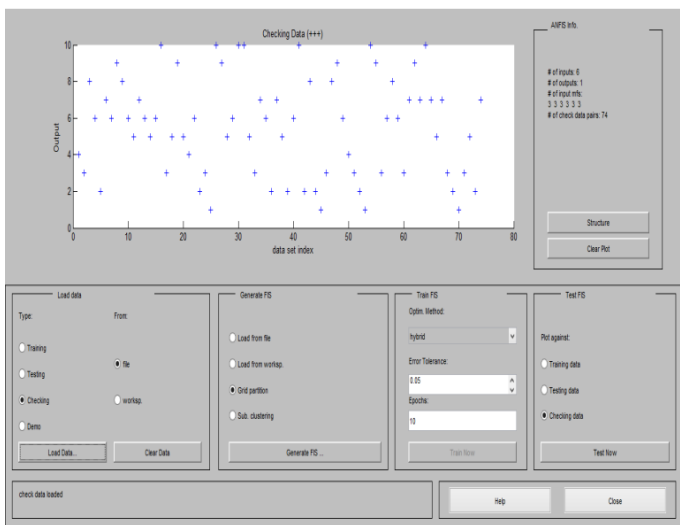 Checking Data (+++)
10
8
6
4
2
0
Output
0 10 20 30 40 50 60 70 80
data set index
ANFIS Info.
# of inputs: 6
# of outputs: 1
# of input mfs:
3 3 3 3 3 3
# of check data pairs: 74
Structure
Clear Plot
Load data
Type:
From:
Training
Testing
Checking
Demo
file
worksp.
Load Data...
Clear Data
Generate FIS
Load from file
Load from worksp.
Grid partition
Sub. clustering
Generate FIS ...
Train FIS
Optim. Method:
hybrid
Error Tolerance:
0.05
Epochs:
10
Train Now
Test FIS
Plot against:
Training data
Testing data
Checking data
Test Now
check data loaded
Help
Close